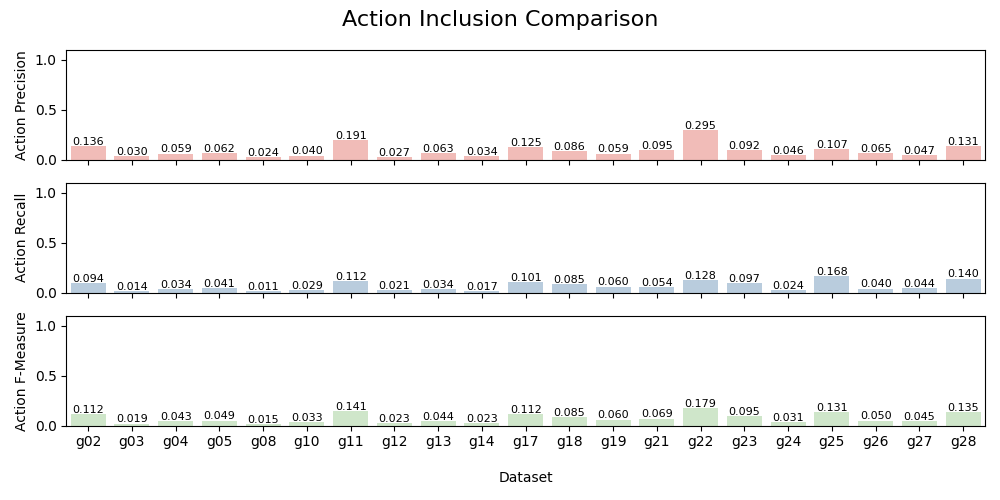 Action Inclusion Comparison
Action Precision
1.0
0.5
0.0
0.136 0.030 0.059 0.062 0.024 0.040 0.191 0.027 0.063 0.034 0.125 0.086 0.059 0.095 0.295 0.092 0.046 0.107 0.065 0.047 0.131
Action Recall
1.0
0.5
0.0
0.094 0.014 0.034 0.041 0.011 0.029 0.112 0.021 0.034 0.017 0.101 0.085 0.060 0.054 0.128 0.097 0.024 0.168 0.040 0.044 0.140
Action F-Measure
1.0
0.5
0.0
0.112 0.019 0.043 0.049 0.015 0.033 0.141 0.023 0.044 0.023 0.112 0.085 0.060 0.069 0.179 0.095 0.031 0.131 0.050 0.045 0.135
g02 g03 g04 g05 g08 g10 g11 g12 g13 g14 g17 g18 g19 g21 g22 g23 g24 g25 g26 g27 g28
Dataset